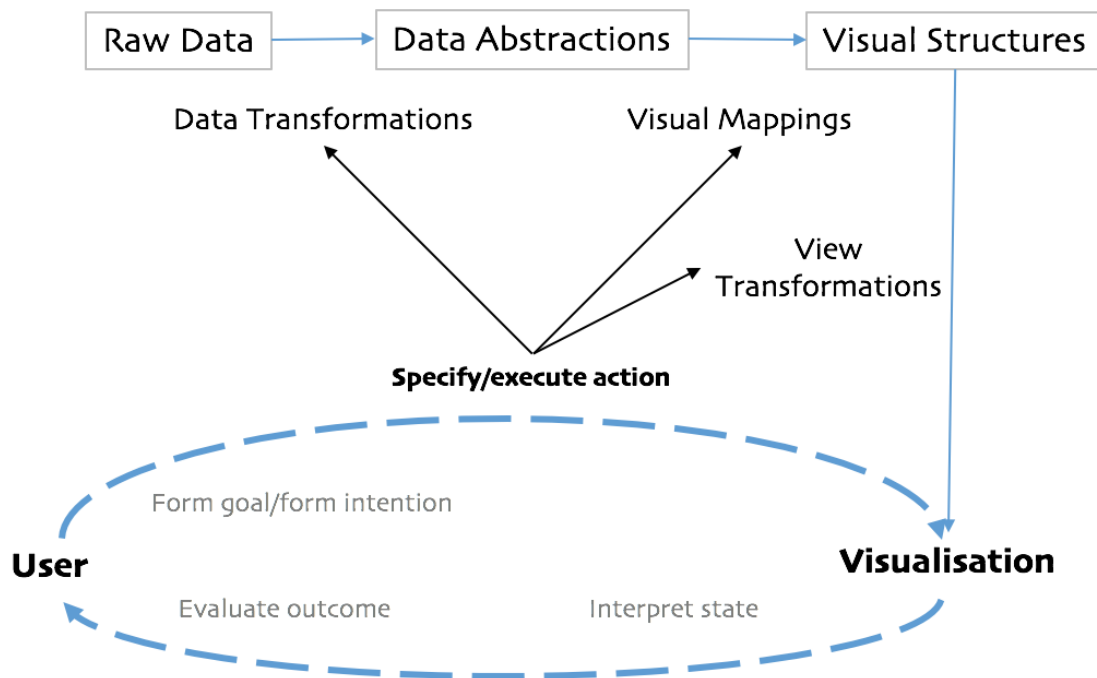 Raw Data
Data Abstractions
Visual Structures
Data Transformations
Visual Mappings
View
Transformations
Specify/execute action
Form goal/form intention
User
Visualisation
Evaluate outcome
Interpret state